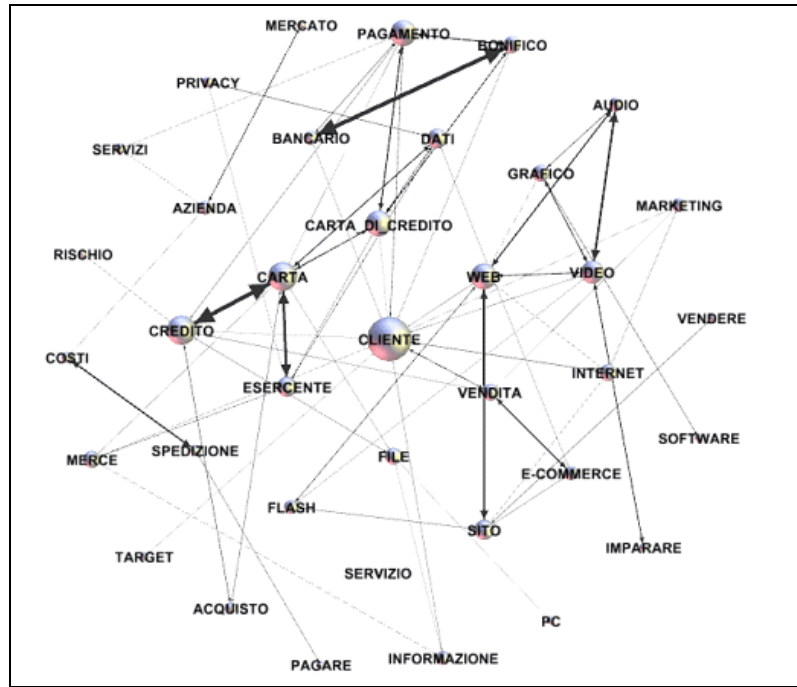 MERCATO
PAGAMENTO
BONIFICO
PRIVACY
AUDIO
BANCARIO
DATI
SERVIZI
GRAFICO
AZIENDA
MARKETING
CARTA_DI_CREDITO
RISCHIO
CARTA
WEB
VIDEO
CREDITO
VENDERE
CLIENTE
COSTI
INTERNET
ESERCENTE
VENDITA
SOFTWARE
SPEDIZIONE
MERCE
FILE
E-COMMERCE
FLASH
SITO
IMPARARE
TARGET
SERVIZIO
ACQUISTO
PC
INFORMAZIONE
PAGARE